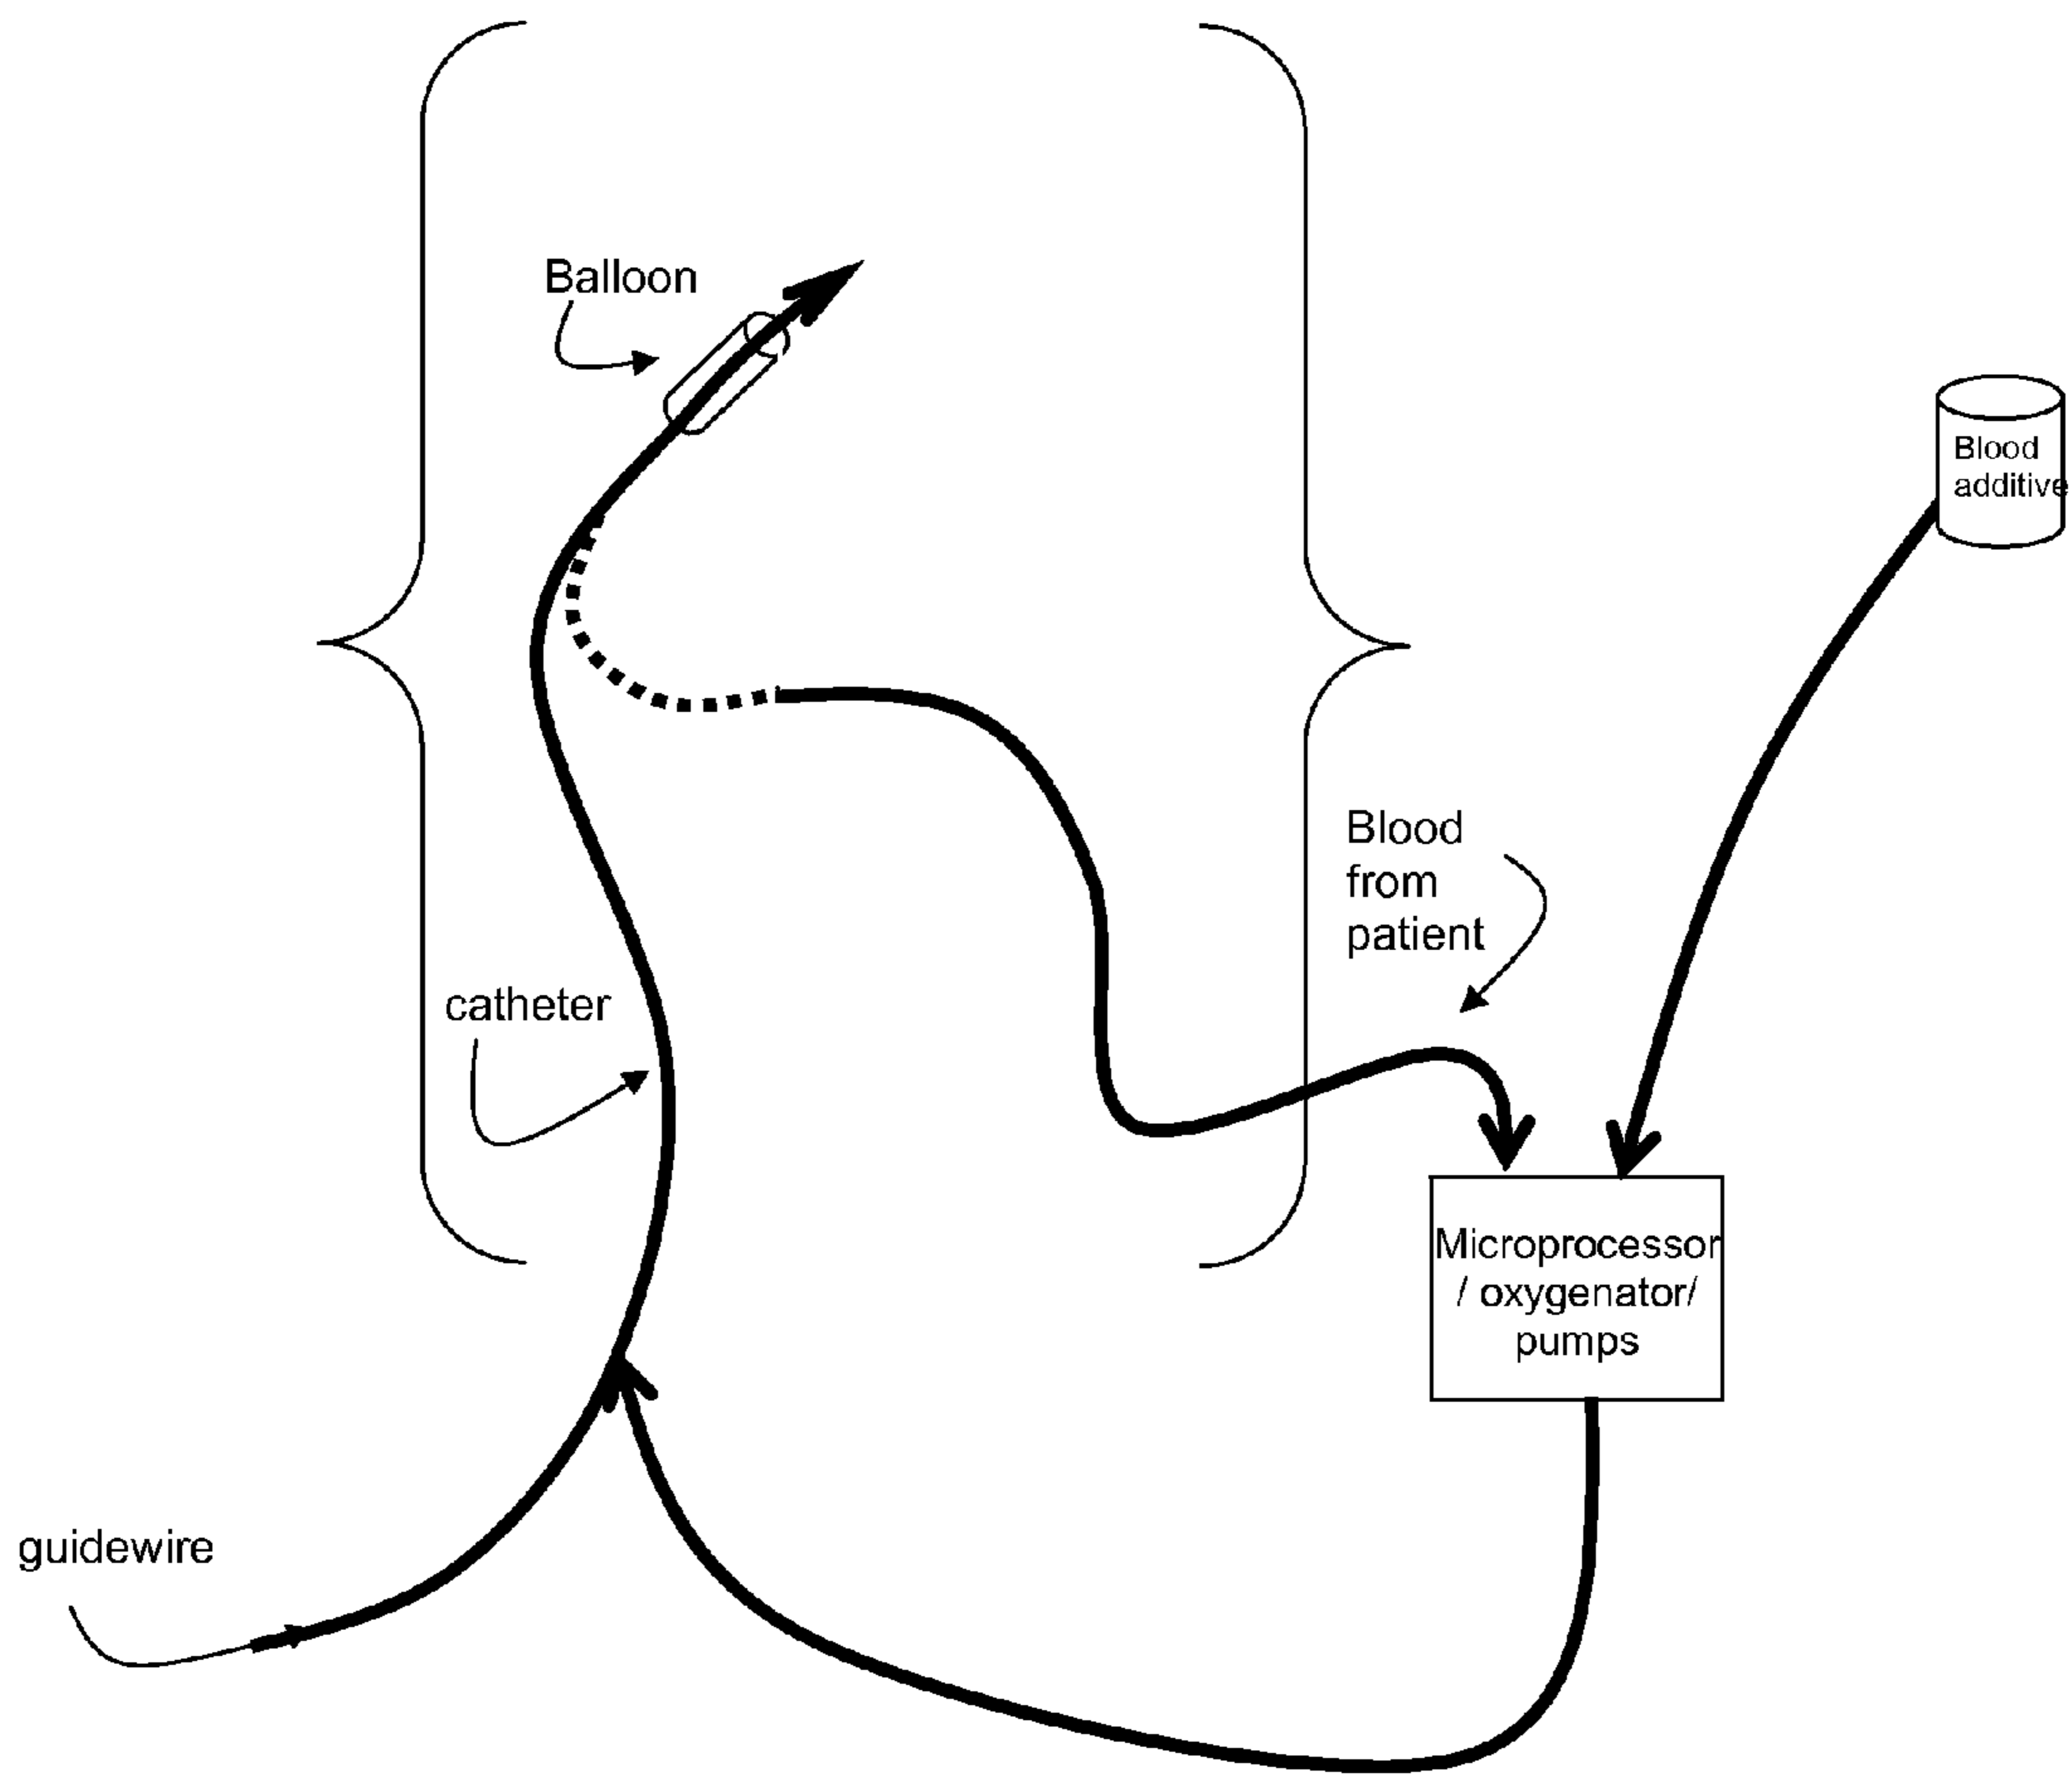 Balloon
Blood
additive
Blood
from
patient
catheter
Microprocessor
/ oxygenator/
pumps
guidewire